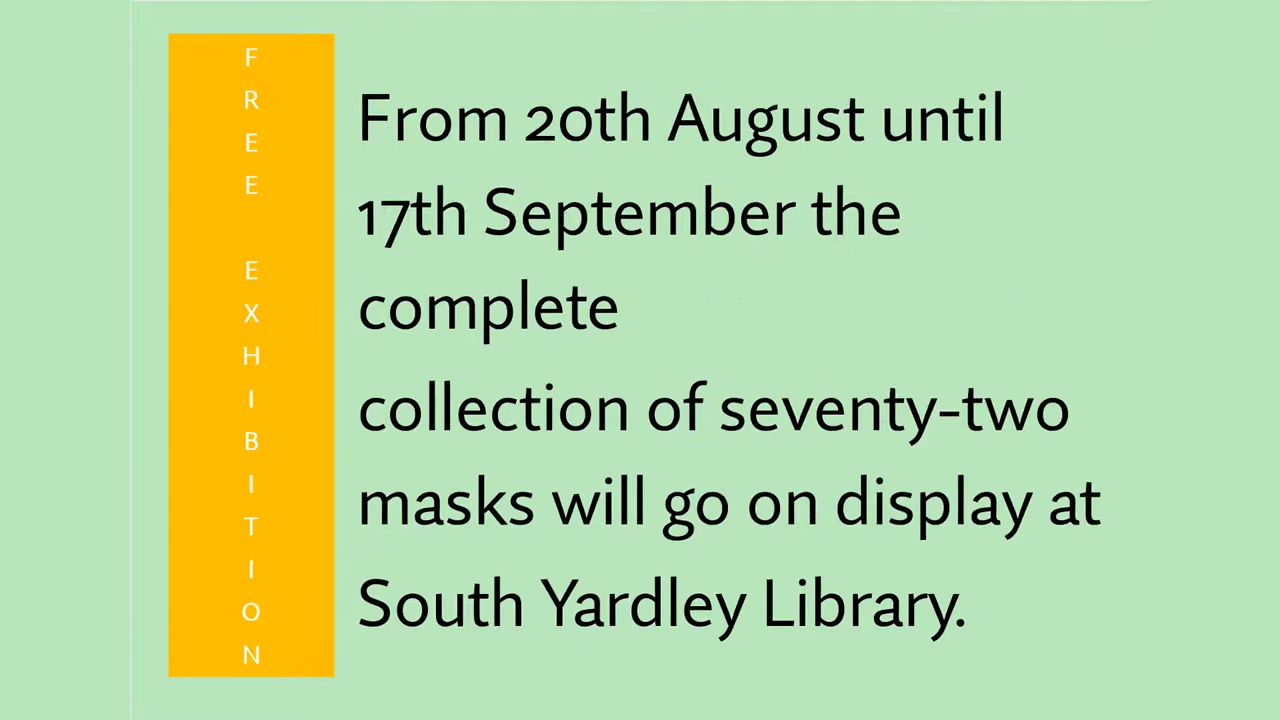 FREE EXHIBITION
From 20th August until
17th September the
complete
collection of seventy-two
masks will go on display at
South Yardley Library.